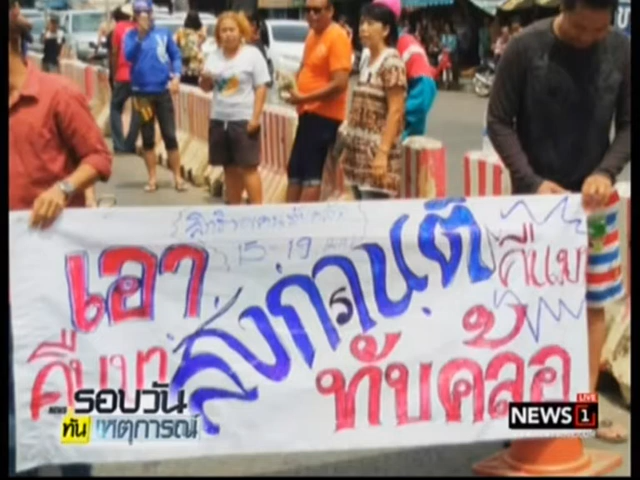 15-19
เอา สงกรานต์ คืนมา
คืนมา ทับคล้อ
รอบวัน
NEWS ทัน เหตุการณ์
NEWS 1 LIVE